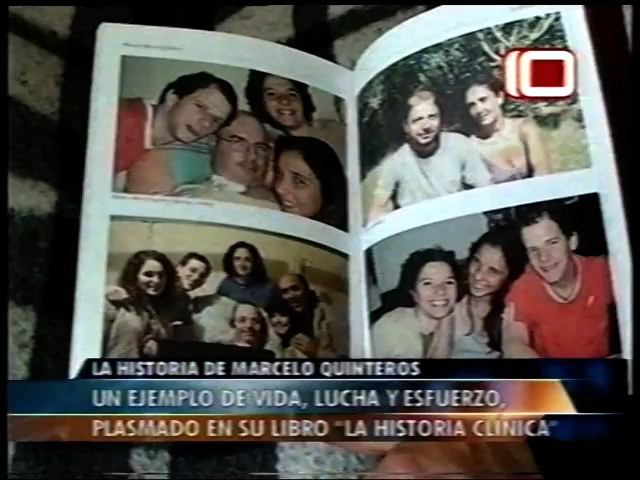 10
LA HISTORIA DE MARCELO QUINTEROS
UN EJEMPLO DE VIDA, LUCHA Y ESFUERZO,
PLASMADO EN SU LIBRO "LA HISTORIA CLÍNICA"